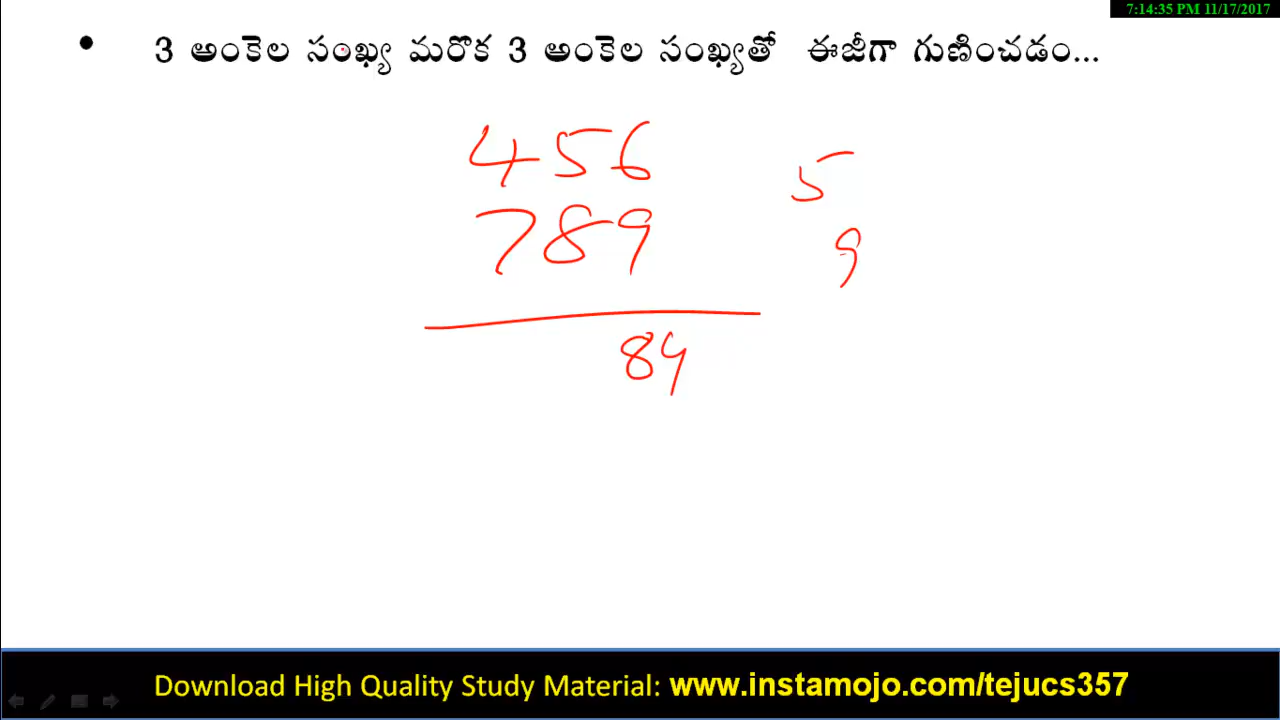 7:14:35 PM 11/17/2017
• 3 అంకెల సంఖ్య మరొక 3 అంకెల సంఖ్యతో ఈజీగా గుణించడం...
456
789
84
5
9
Download High Quality Study Material: www.instamojo.com/tejucs357